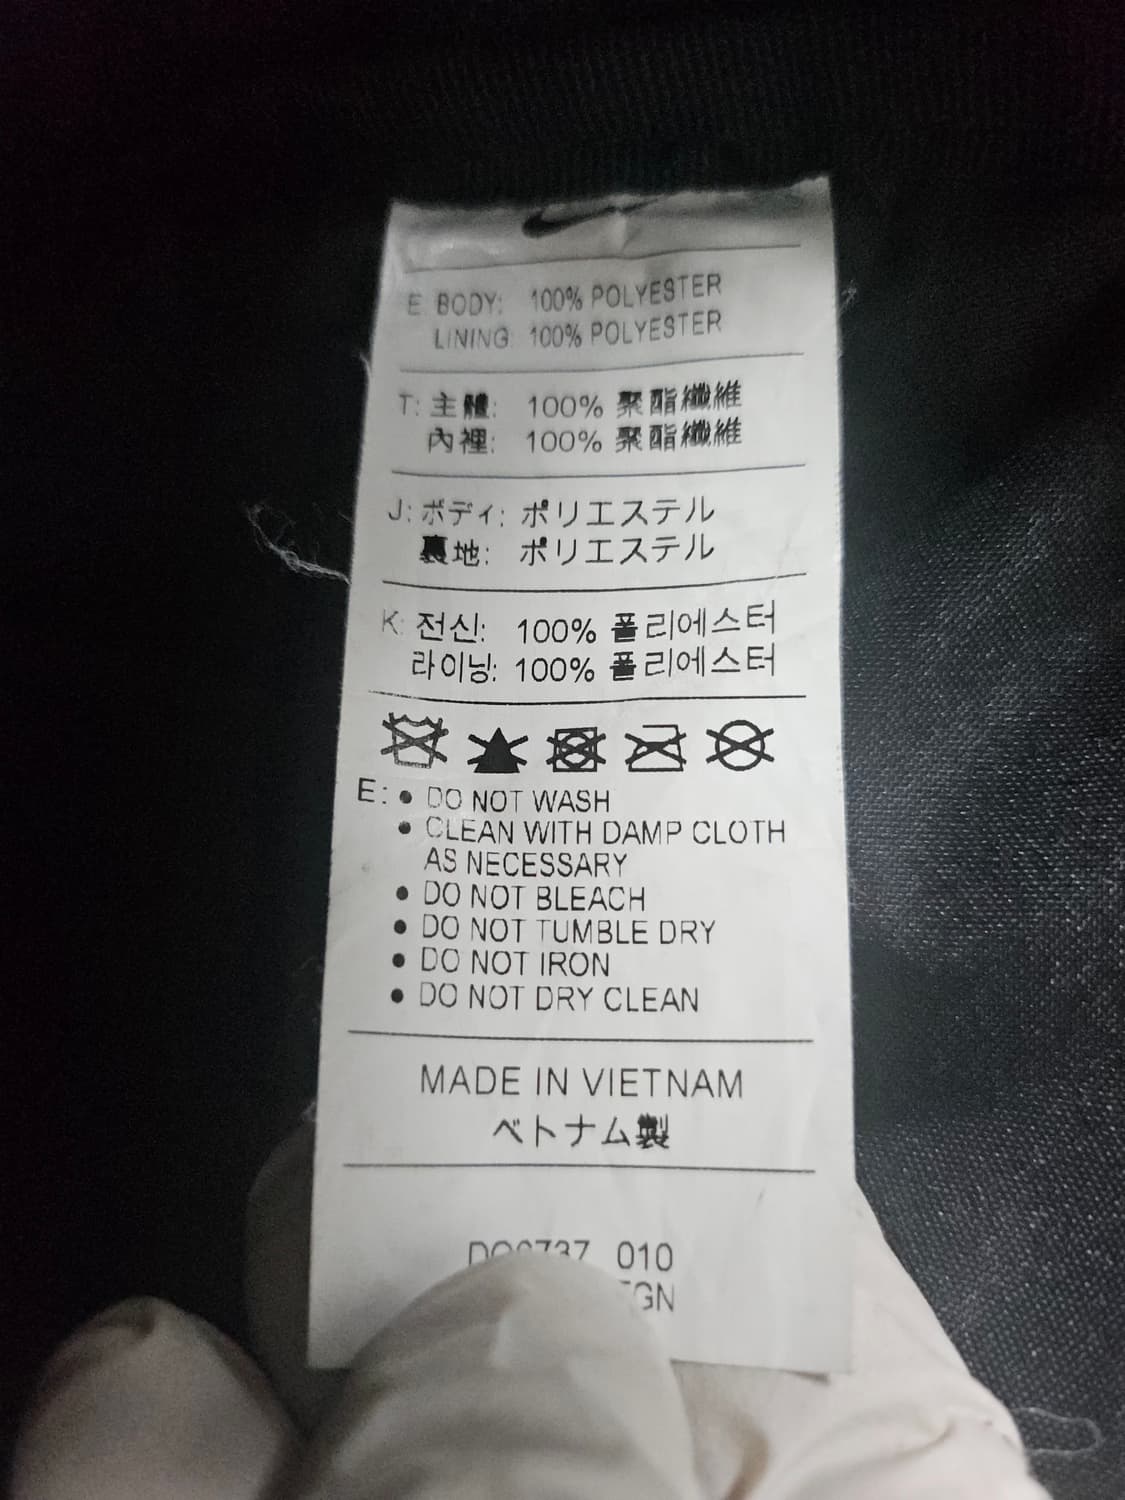 E BODY: 100% POLYESTER
LINING: 100% POLYESTER
T: 主體: 100% 聚酯纖維
內裡: 100% 聚酯纖維
J: ボディ: ポリエステル
裏地: ポリエステル
K: 전신: 100% 폴리에스터
라이닝: 100% 폴리에스터
E: • DO NOT WASH
• CLEAN WITH DAMP CLOTH
AS NECESSARY
• DO NOT BLEACH
• DO NOT TUMBLE DRY
• DO NOT IRON
• DO NOT DRY CLEAN
MADE IN VIETNAM
ベトナム製
010